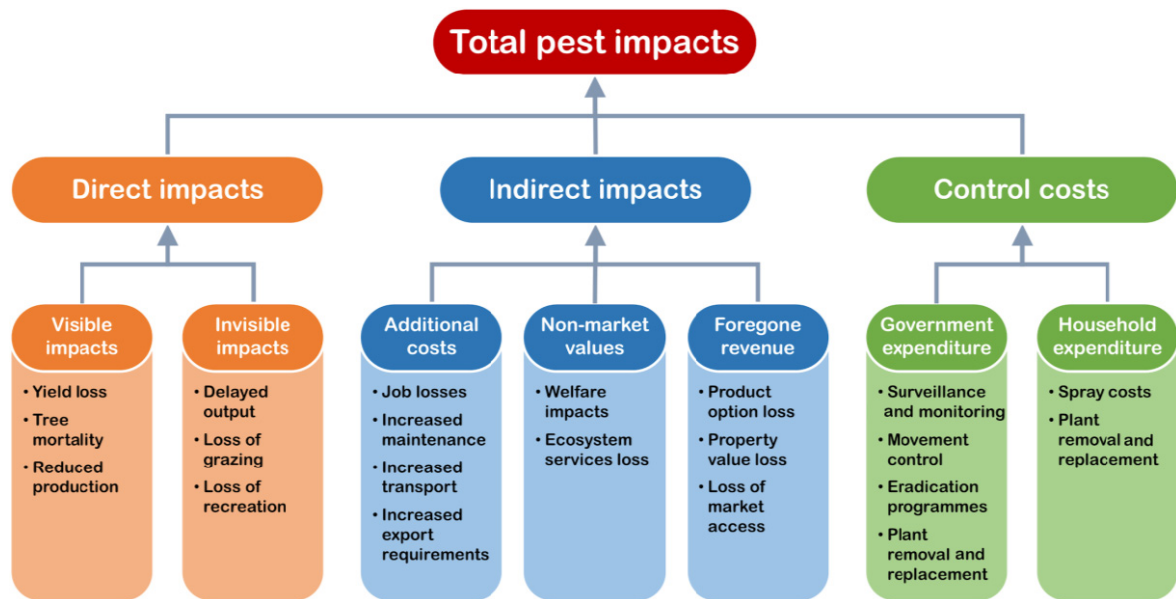 Total pest impacts
Direct impacts
Indirect impacts
Control costs
Visible
impacts
• Yield loss
• Tree
mortality
• Reduced
production
Invisible
impacts
• Delayed
output
• Loss of
grazing
• Loss of
recreation
Additional
costs
• Job losses
• Increased
maintenance
• Increased
transport
• Increased
export
requirements
Non-market
values
• Welfare
impacts
• Ecosystem
services loss
Foregone
revenue
• Product
option loss
• Property
value loss
• Loss of
market
access
Government
expenditure
• Surveillance
and monitoring
• Movement
control
• Eradication
programmes
• Plant
removal and
replacement
Household
expenditure
• Spray costs
• Plant
removal and
replacement